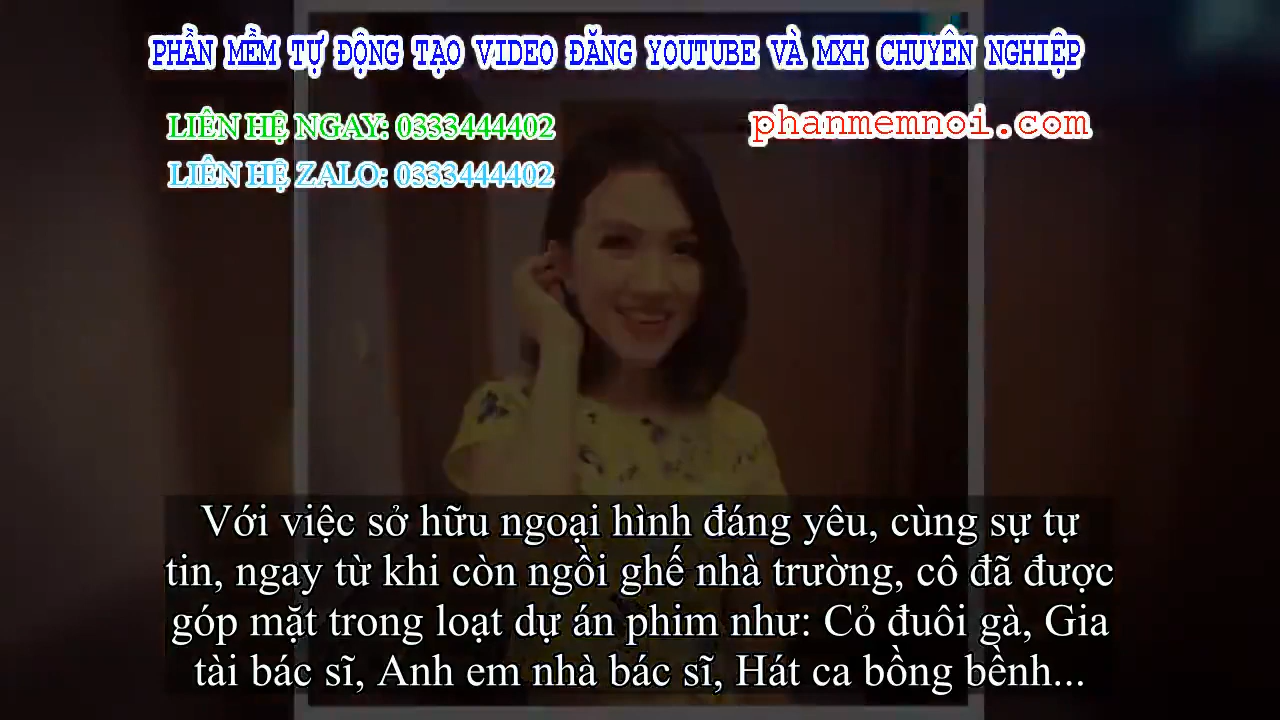 PHẦN MỀM TỰ ĐỘNG TẠO VIDEO ĐĂNG YOUTUBE VÀ MXH CHUYÊN NGHIỆP
LIÊN HỆ NGAY: 0333444402
phanmemnoi.com
LIÊN HỆ ZALO: 0333444402
Với việc sở hữu ngoại hình đáng yêu, cùng sự tự
tin, ngay từ khi còn ngồi ghế nhà trường, cô đã được
góp mặt trong loạt dự án phim như: Cỏ đuôi gà, Gia
tài bác sĩ, Anh em nhà bác sĩ, Hát ca bồng bềnh...